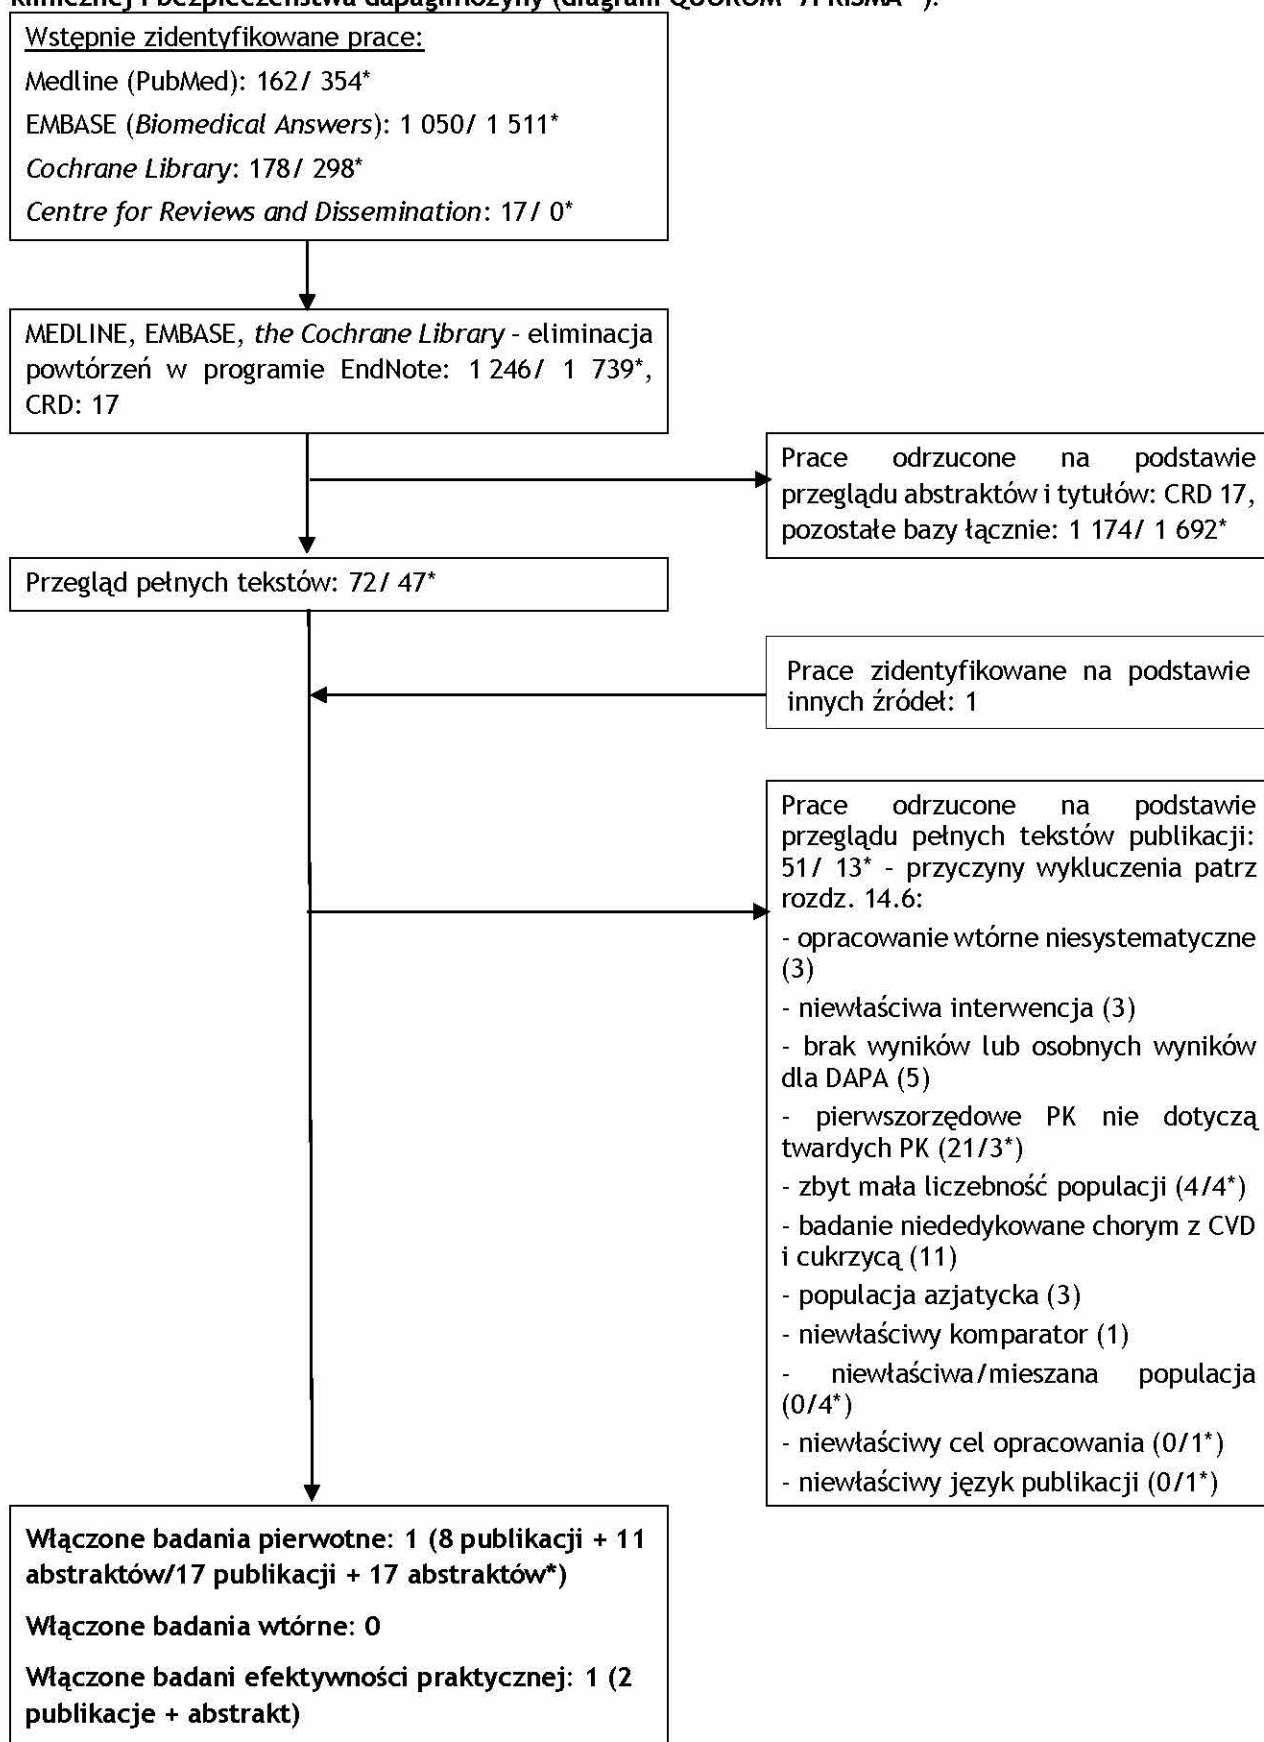 klinicznej i bezpieczeństwa dapagliflozyny (diagram QUOROM /PRISMA ).
Wstępnie zidentyfikowane prace:
Medline (PubMed): 162/ 354*
EMBASE (Biomedical Answers): 1 050/ 1 511*
Cochrane Library: 178/ 298*
Centre for Reviews and Dissemination: 17/ 0*
MEDLINE, EMBASE, the Cochrane Library - eliminacja
powtórzeń w programie EndNote: 1 246/ 1 739*,
CRD: 17
Prace odrzucone na podstawie
przeglądu abstraktów i tytułów: CRD 17,
pozostałe bazy łącznie: 1 174/ 1 692*
Przegląd pełnych tekstów: 72/ 47*
Prace zidentyfikowane na podstawie
innych źródeł: 1
Prace odrzucone na podstawie
przeglądu pełnych tekstów publikacji:
51/ 13* - przyczyny wykluczenia patrz
rozdz. 14.6:
- opracowanie wtórne niesystematyczne
(3)
- niewłaściwa interwencja (3)
- brak wyników lub osobnych wyników
dla DAPA (5)
- pierwszorzędowe PK nie dotyczą
twardych PK (21/3*)
- zbyt mała liczebność populacji (4/4*)
- badanie niededykowane chorym z CVD
i cukrzycą (11)
- populacja azjatycka (3)
- niewłaściwy komparator (1)
- niewłaściwa/mieszana populacja
(0/4*)
- niewłaściwy cel opracowania (0/1*)
- niewłaściwy język publikacji (0/1*)
Włączone badania pierwotne: 1 (8 publikacji + 11
abstraktów/17 publikacji + 17 abstraktów*)
Włączone badania wtórne: 0
Włączone badani efektywności praktycznej: 1 (2
publikacje + abstrakt)